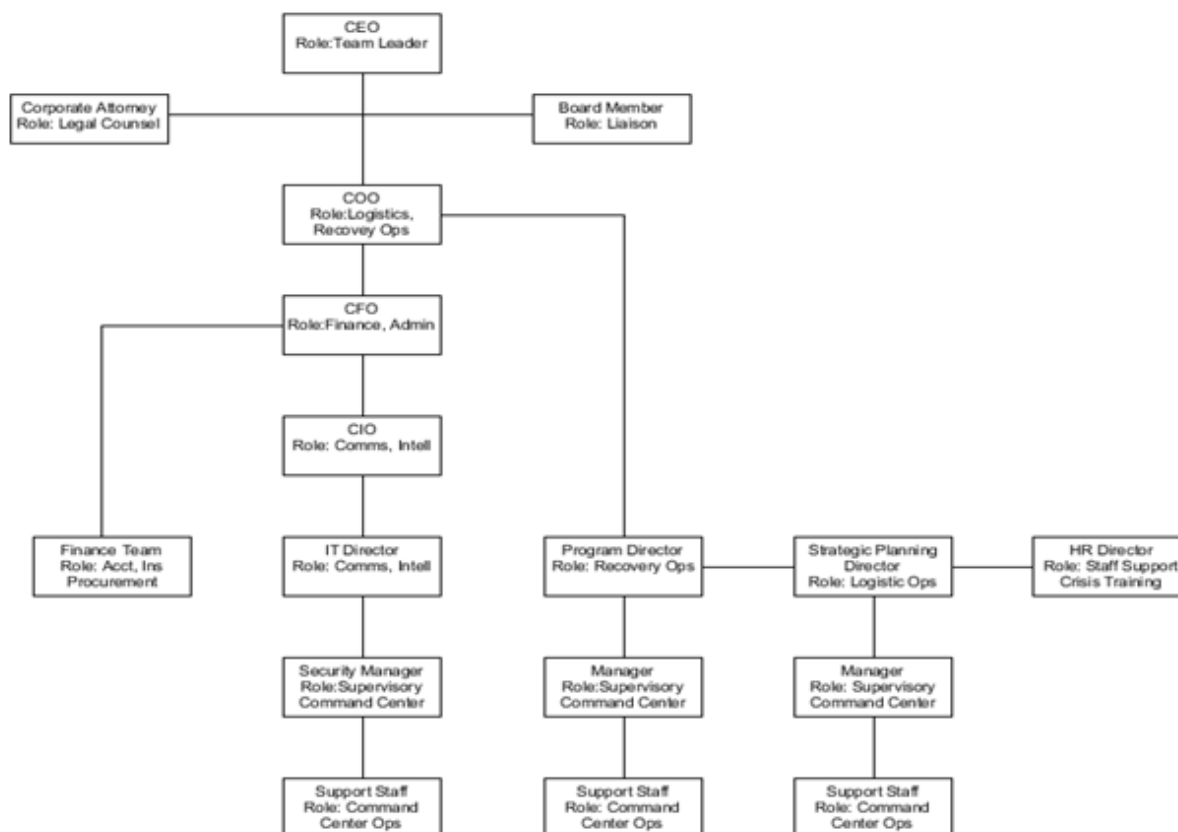 CEO
Role:Team Leader
Corporate Attorney
Role: Legal Counsel
Board Member
Role: Liaison
COO
Role:Logistics,
Recovey Ops
CFO
Role:Finance, Admin
CIO
Role: Comms, Intell
Finance Team
Role: Acct, Ins
Procurement
IT Director
Role: Comms, Intell
Program Director
Role: Recovery Ops
Strategic Planning
Director
Role: Logistic Ops
HR Director
Role: Staff Support
Crisis Training
Security Manager
Role:Supervisory
Command Center
Manager
Role:Supervisory
Command Center
Manager
Role: Supervisory
Command Center
Support Staff
Role: Command
Center Ops
Support Staff
Role: Command
Center Ops
Support Staff
Role: Command
Center Ops